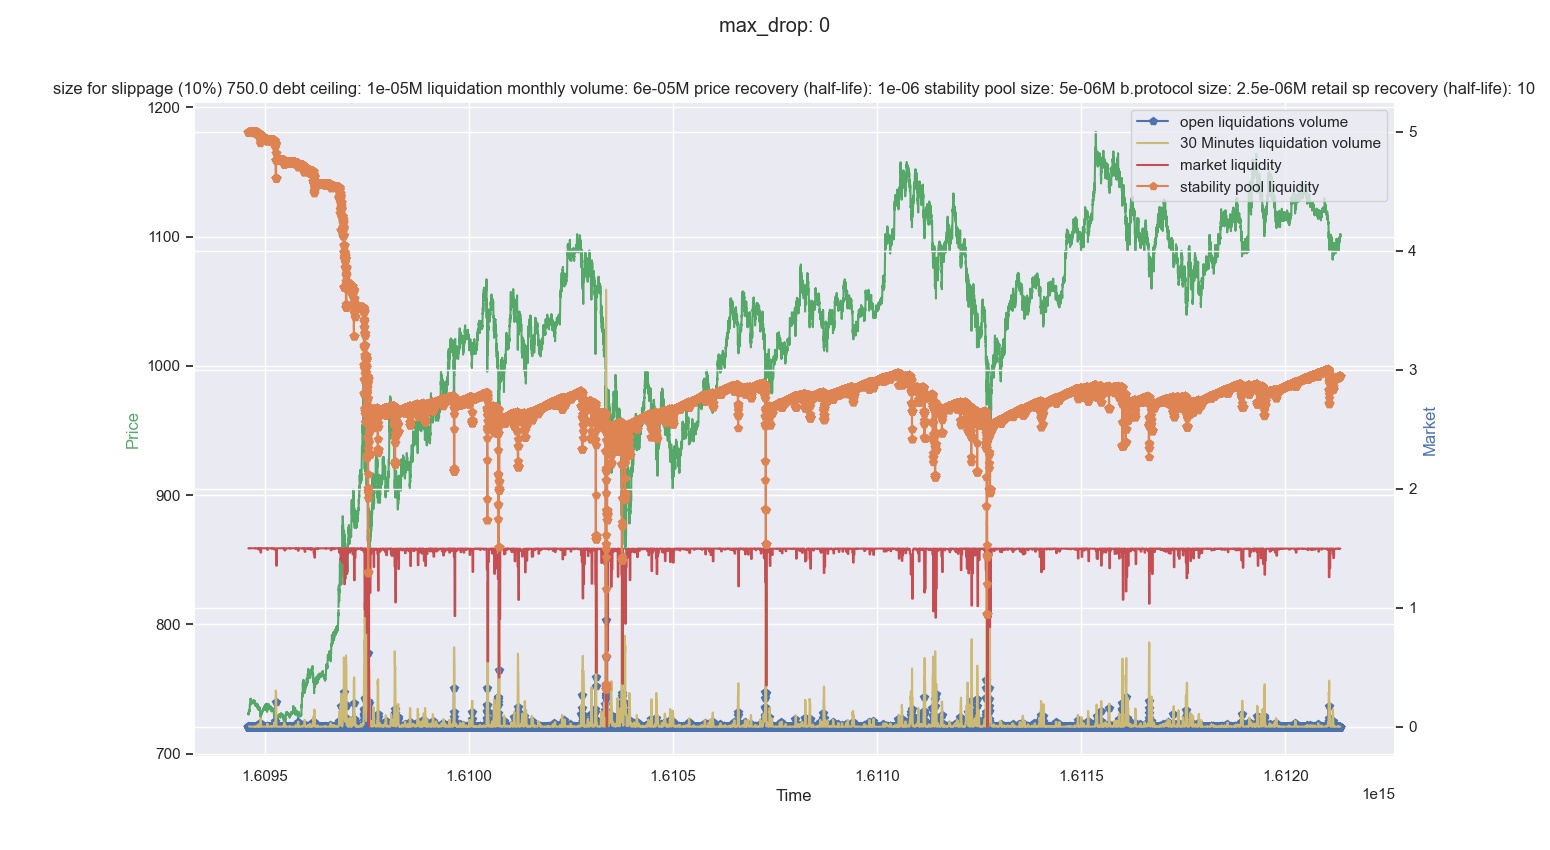 max_drop: 0
size for slippage (10%) 750.0 debt ceiling: 1e-05M liquidation monthly volume: 6e-05M price recovery (half-life): 1e-06 stability pool size: 5e-06M b.protocol size: 2.5e-06M retail sp recovery (half-life): 10
open liquidations volume
30 Minutes liquidation volume
market liquidity
stability pool liquidity
1200
1100
1000
900
800
700
Price
5
4
3
2
1
0
Market
1.6095 1.6100 1.6105 1.6110 1.6115 1.6120
Time
1e15